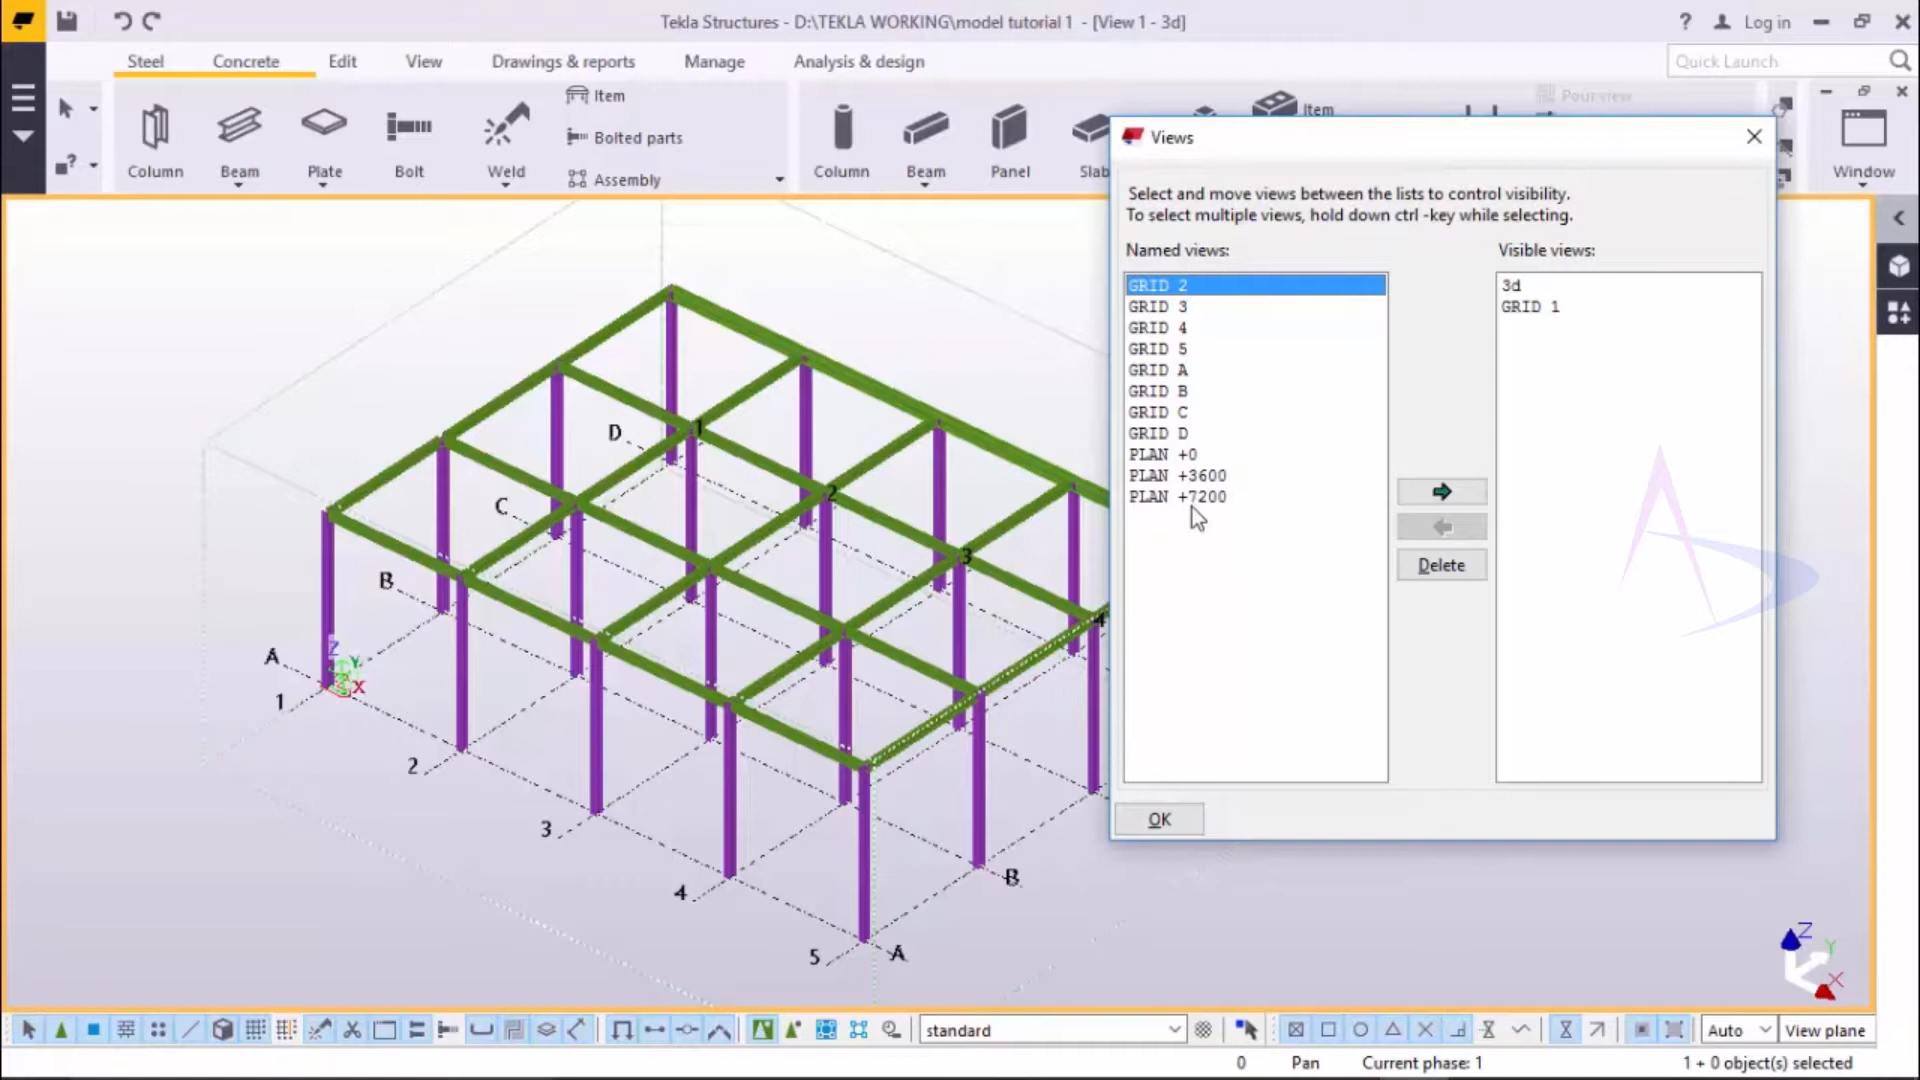 Tekla Structures - D:\TEKLA WORKING\model tutorial 1 - [View 1 - 3d]
? Log in
Steel Concrete Edit View Drawings & reports Manage Analysis & design
Quick Launch
Item
Bolted parts
Assembly
Column Beam Plate Bolt Weld
Column Beam Panel Slab
Item
Pour view
Window
Views
Select and move views between the lists to control visibility.
To select multiple views, hold down ctrl -key while selecting.
Named views:
Visible views:
GRID 2
GRID 3
GRID 4
GRID 5
GRID A
GRID B
GRID C
GRID D
PLAN +0
PLAN +3600
PLAN +7200
3d
GRID 1
Delete
OK
D
1
C
2
B
3
4
A
Z
Y
X
1
2
3
4
B
5
A
Z
Y
X
standard
Auto
View plane
0
Pan
Current phase: 1
1 + 0 object(s) selected